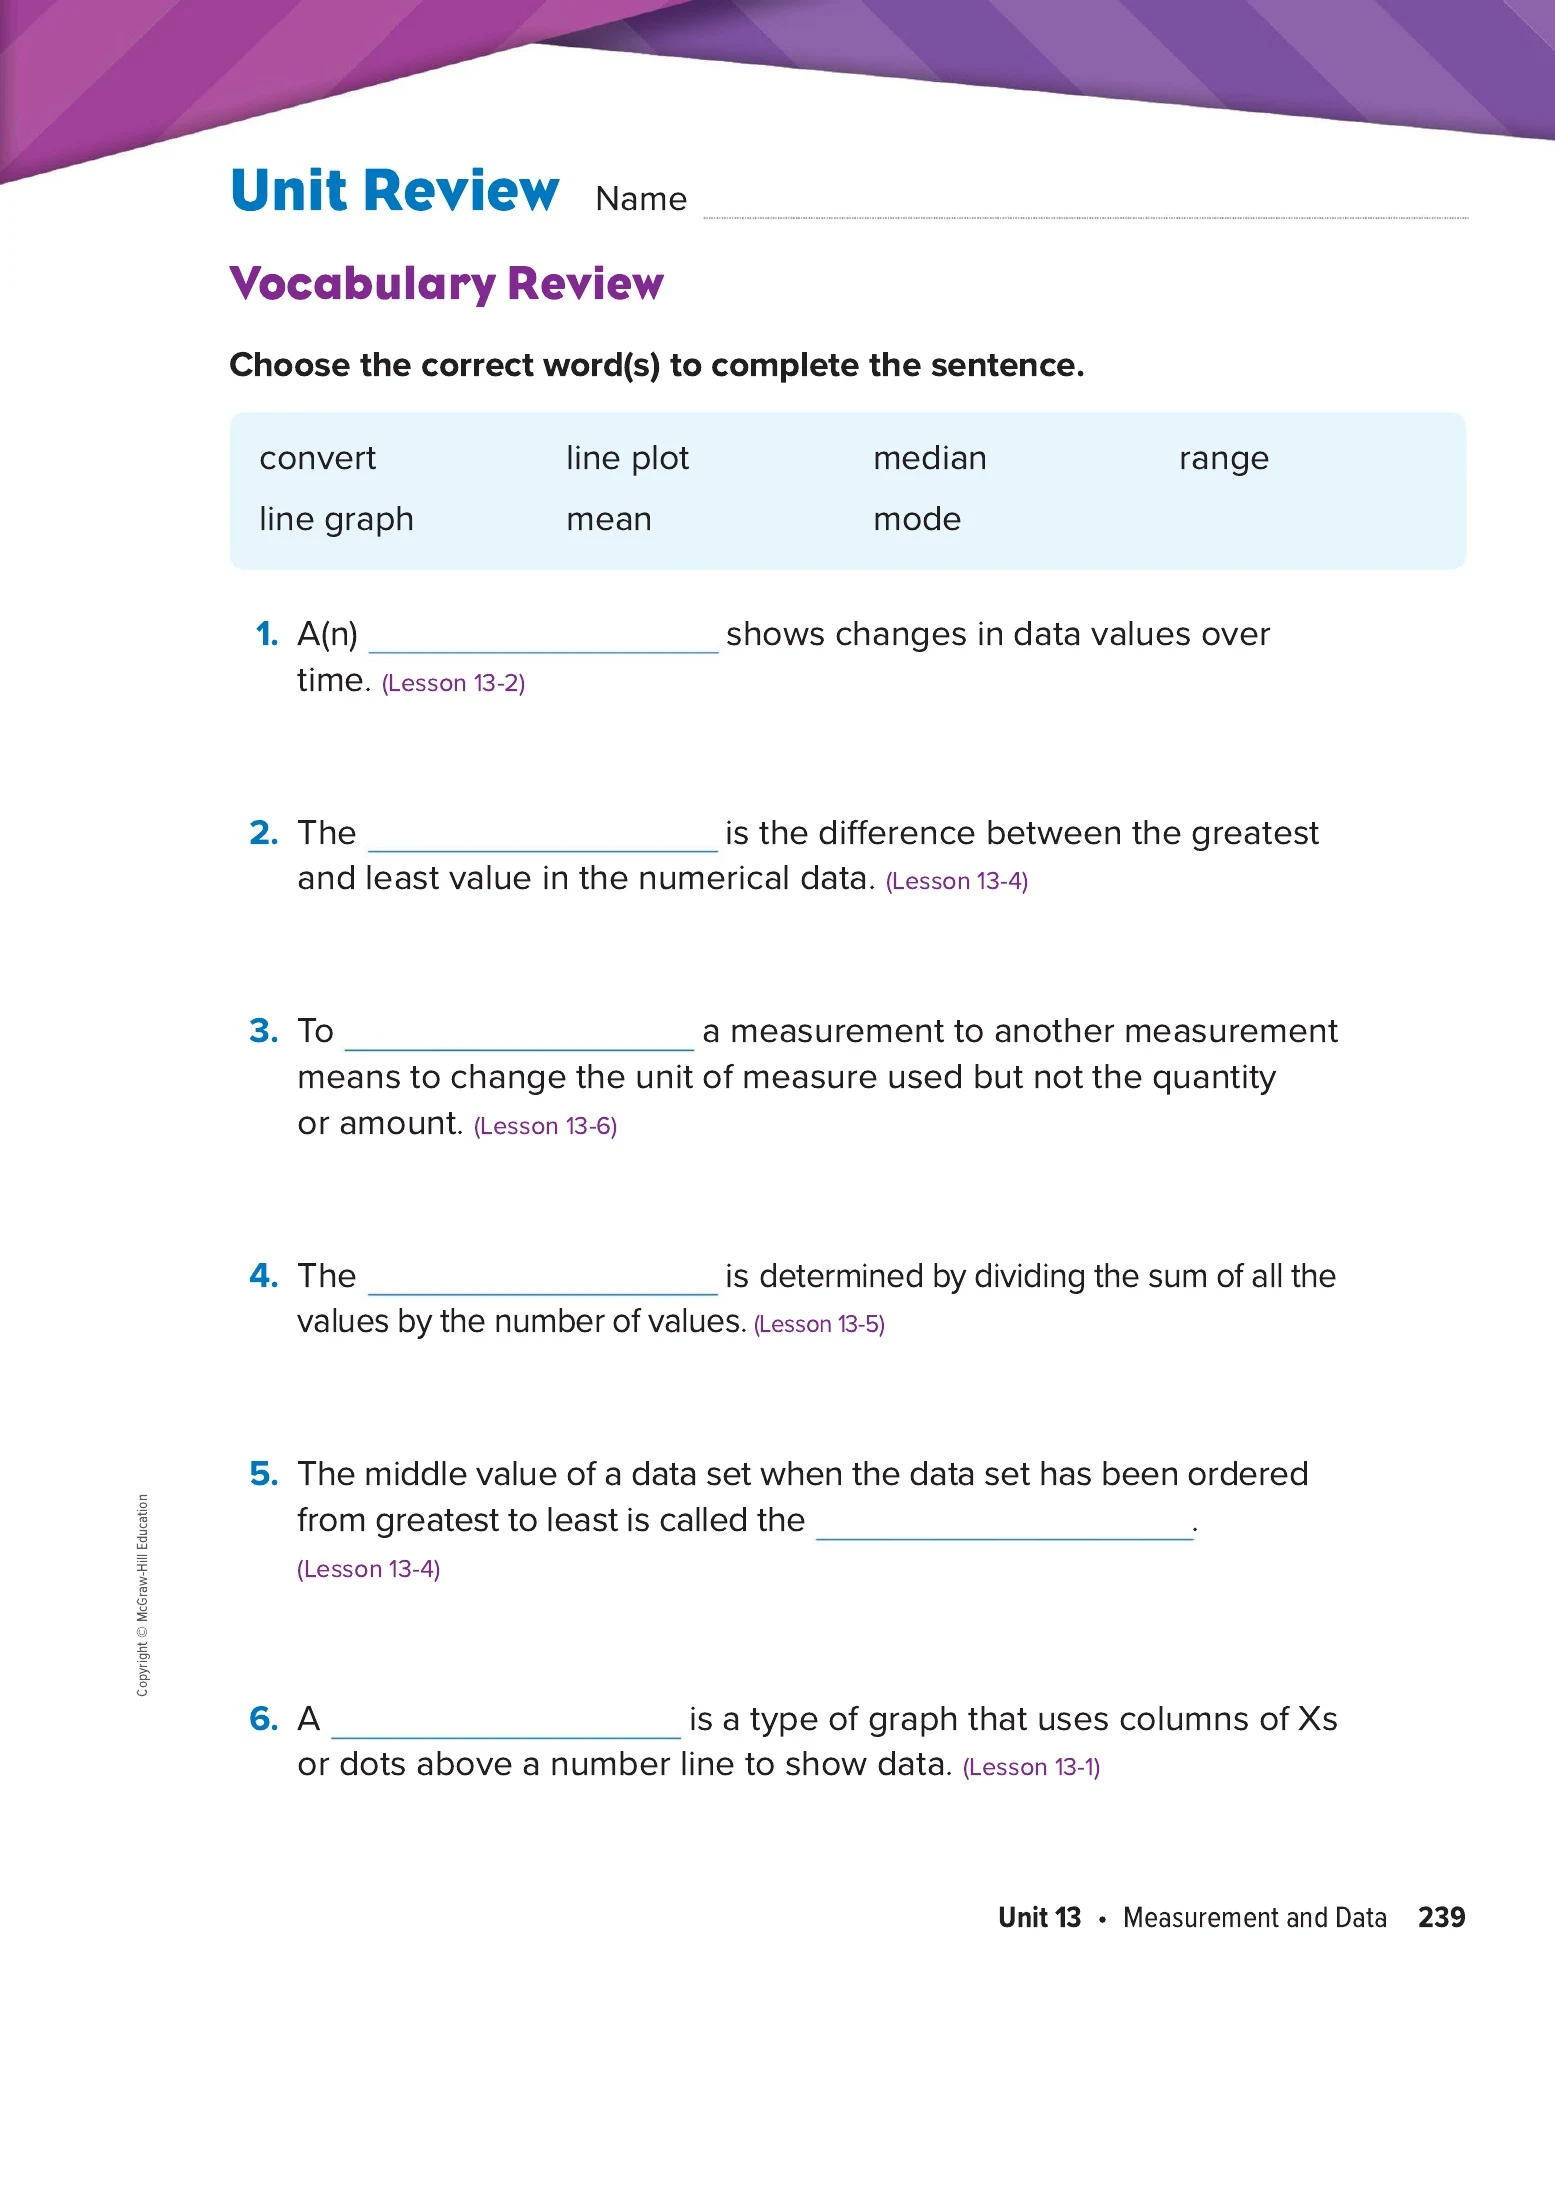 Unit Review Name
Vocabulary Review
Choose the correct word(s) to complete the sentence.
convert line plot median range
line graph mean mode
1. A(n) ____ shows changes in data values over
time. (Lesson 13-2)
2. The ____ is the difference between the greatest
and least value in the numerical data. (Lesson 13-4)
3. To ____ a measurement to another measurement
means to change the unit of measure used but not the quantity
or amount. (Lesson 13-6)
4. The ____ is determined by dividing the sum of all the
values by the number of values. (Lesson 13-5)
5. The middle value of a data set when the data set has been ordered
from greatest to least is called the ____.
(Lesson 13-4)
6. A ____ is a type of graph that uses columns of Xs
or dots above a number line to show data. (Lesson 13-1)
Copyright © McGraw-Hill Education
Unit 13 • Measurement and Data 239